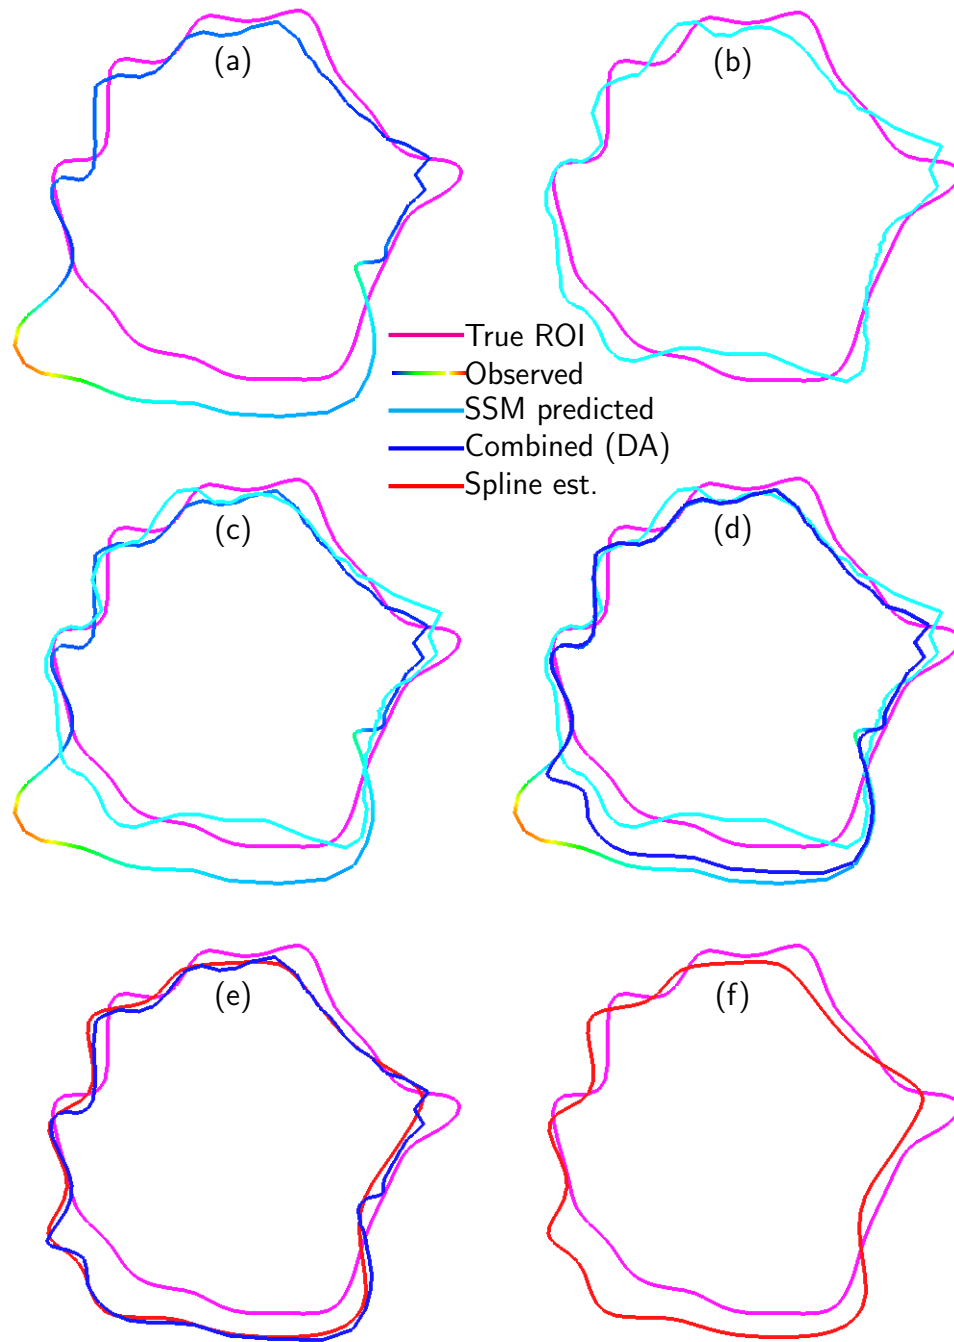 (a)
(b)
True ROI
Observed
SSM predicted
Combined (DA)
Spline est.
(c)
(d)
(e)
(f)